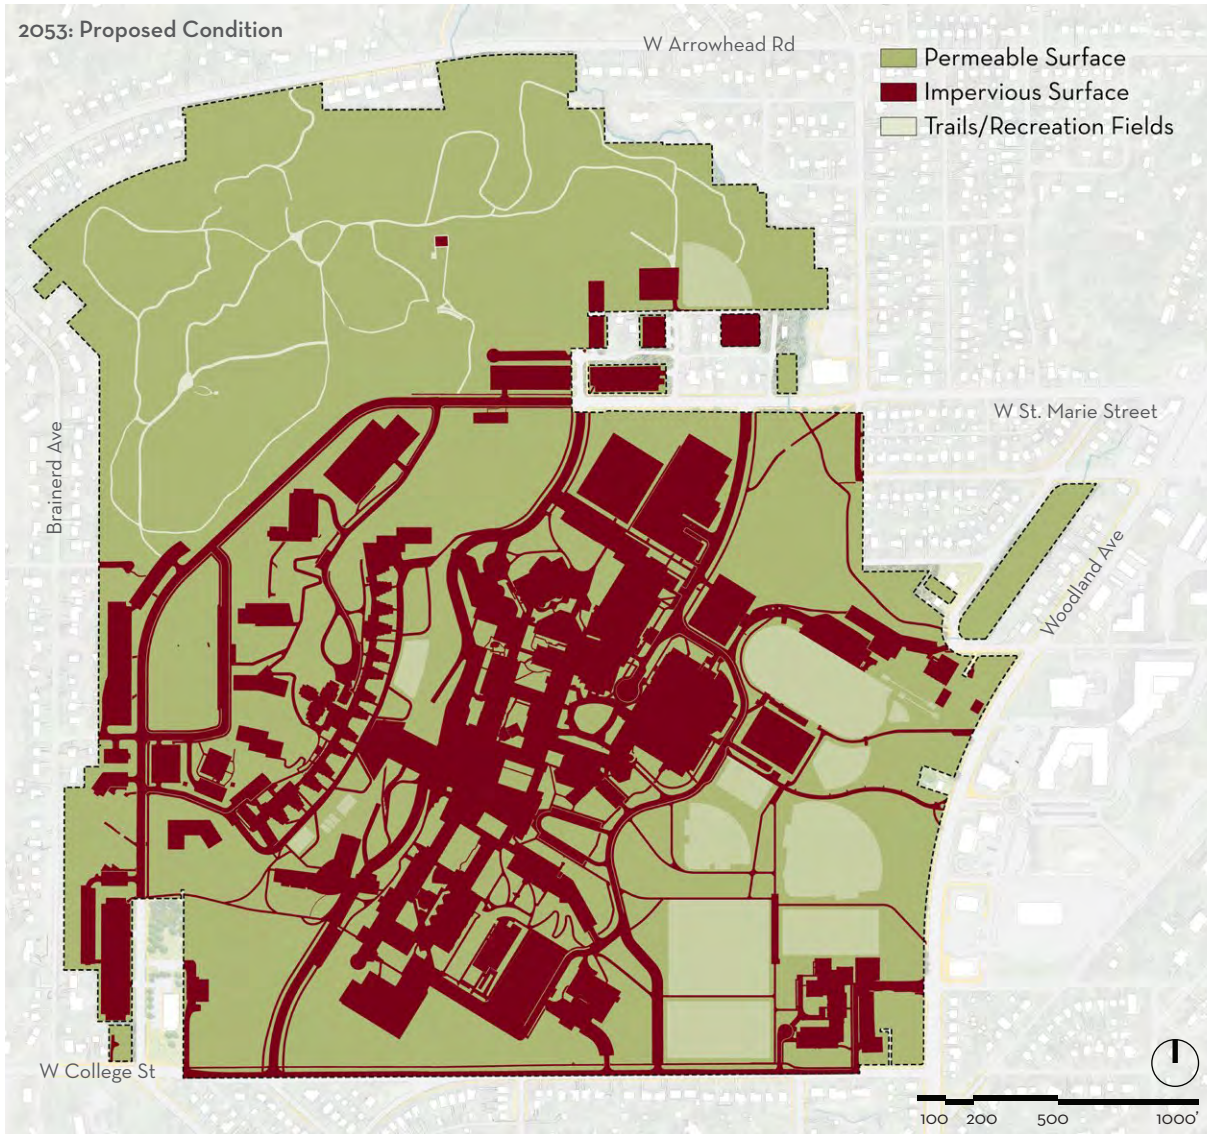 2053: Proposed Condition
W Arrowhead Rd
Permeable Surface
Impervious Surface
Trails/Recreation Fields
W St. Marie Street
Brainerd Ave
Woodland Ave
W College St
100 200 500 1000'